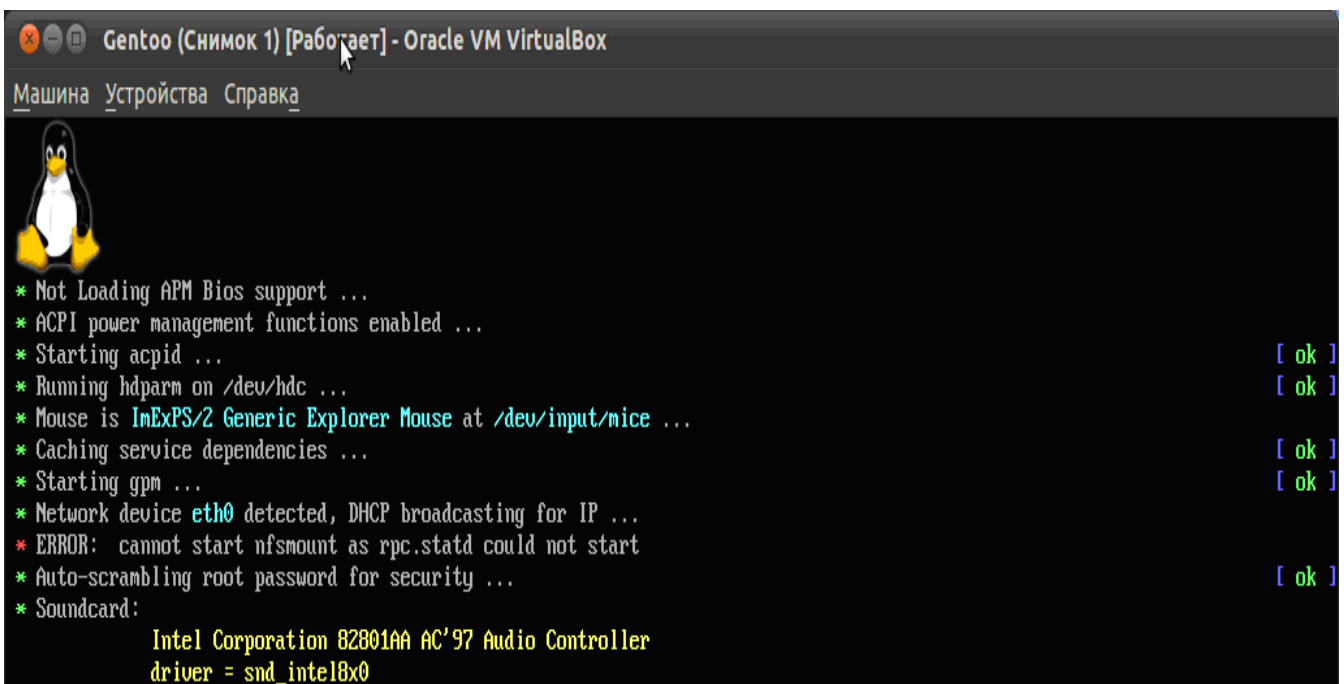 Gentoo (Снимок 1) [Работает] - Oracle VM VirtualBox
Машина Устройства Справка
* Not Loading APM Bios support ...
* ACPI power management functions enabled ...
* Starting acpid ... [ ok ]
* Running hdparm on /dev/hdc ... [ ok ]
* Mouse is ImExPS/2 Generic Explorer Mouse at /dev/input/mice ...
* Caching service dependencies ... [ ok ]
* Starting gpm ... [ ok ]
* Network device eth0 detected, DHCP broadcasting for IP ...
* ERROR: cannot start nfsmount as rpc.statd could not start
* Auto-scrambling root password for security ... [ ok ]
* Soundcard:
Intel Corporation 82801AA AC'97 Audio Controller
driver = snd_intel8x0